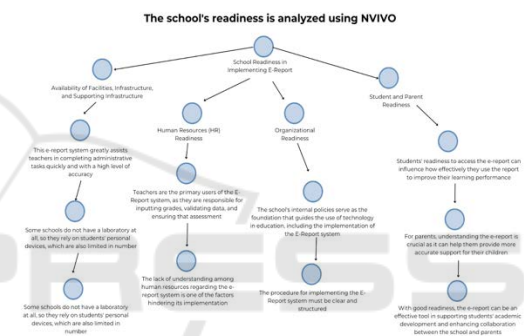 The school's readiness is analyzed using NVIVO
School Readiness in
Implementing E-Report
Availability of Facilities, Infrastructure,
and Supporting Infrastructure
Student and Parent
Readiness
Human Resources (HR)
Readiness
Organizational
Readiness
This e-report system greatly assists
teachers in completing administrative
tasks quickly and with a high level of
accuracy
Students' readiness to access the e-report can
influence how effectively they use the report
to improve their learning performance
Teachers are the primary users of the E-
Report system, as they are responsible for
inputting grades, validating data, and
ensuring that assessment
The school's internal policies serve as the
foundation that guides the use of technology
in education, including the implementation
of the E-Report system
Some schools do not have a laboratory at
all, so they rely on students' personal
devices, which are also limited in number
For parents, understanding the e-report is
crucial as it can help them provide more
accurate support for their children
The lack of understanding among
human resources regarding the e-
report system is one of the factors
hindering its implementation
The procedure for implementing the E-
Report system must be clear and
structured
Some schools do not have a laboratory
at all, so they rely on students' personal
devices, which are also limited in
number
With good readiness, the e-report can be an
effective tool in supporting students' academic
development and enhancing collaboration
between the school and parents